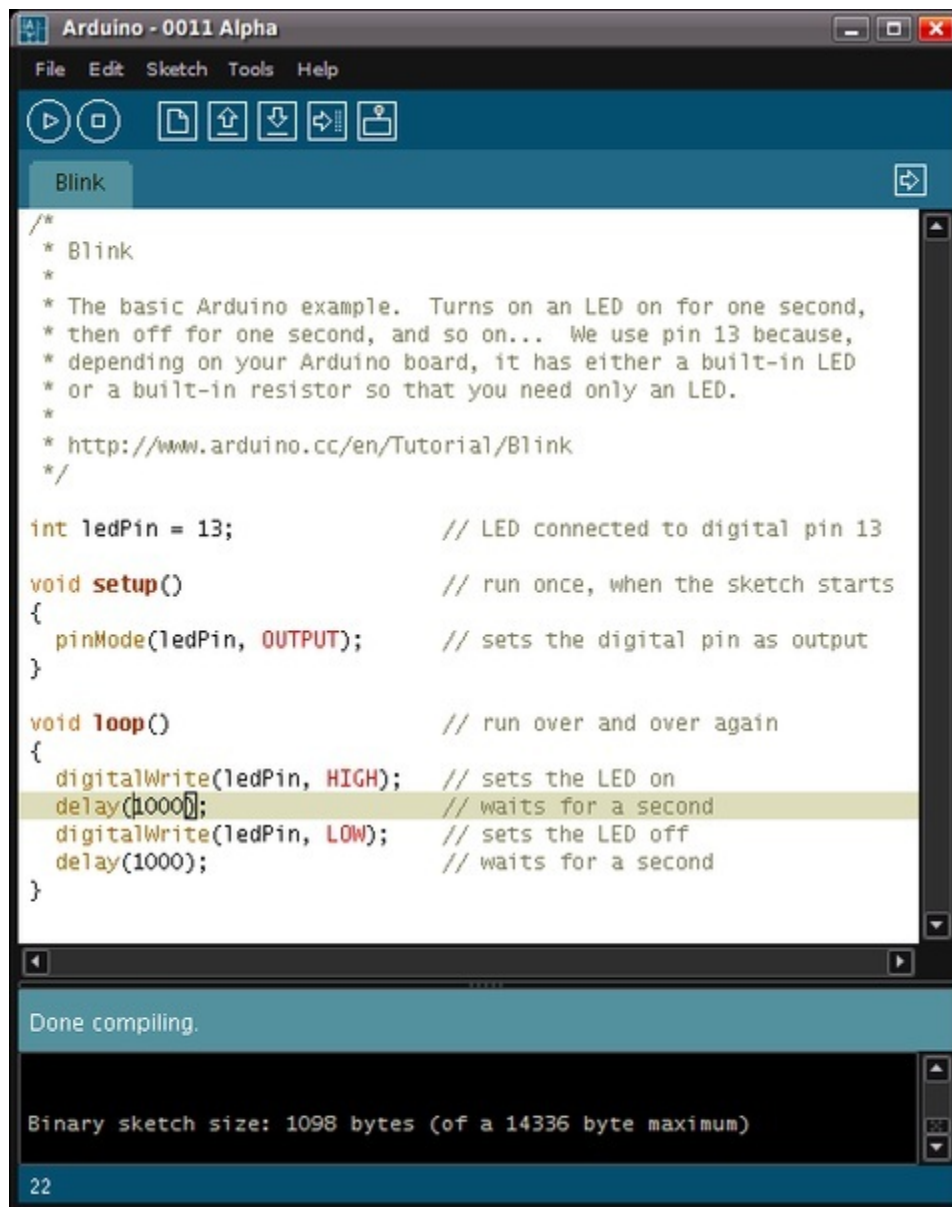 Arduino - 0011 Alpha
File Edit Sketch Tools Help
Blink
/*
 * Blink
 *
 * The basic Arduino example.  Turns on an LED on for one second,
 * then off for one second, and so on...  We use pin 13 because,
 * depending on your Arduino board, it has either a built-in LED
 * or a built-in resistor so that you need only an LED.
 *
 * http://www.arduino.cc/en/Tutorial/Blink
 */
int ledPin = 13;                // LED connected to digital pin 13
void setup()                    // run once, when the sketch starts
{
  pinMode(ledPin, OUTPUT);      // sets the digital pin as output
}
void loop()                     // run over and over again
{
  digitalWrite(ledPin, HIGH);   // sets the LED on
  delay(1000);                  // waits for a second
  digitalWrite(ledPin, LOW);    // sets the LED off
  delay(1000);                  // waits for a second
}
Done compiling.
Binary sketch size: 1098 bytes (of a 14336 byte maximum)
22